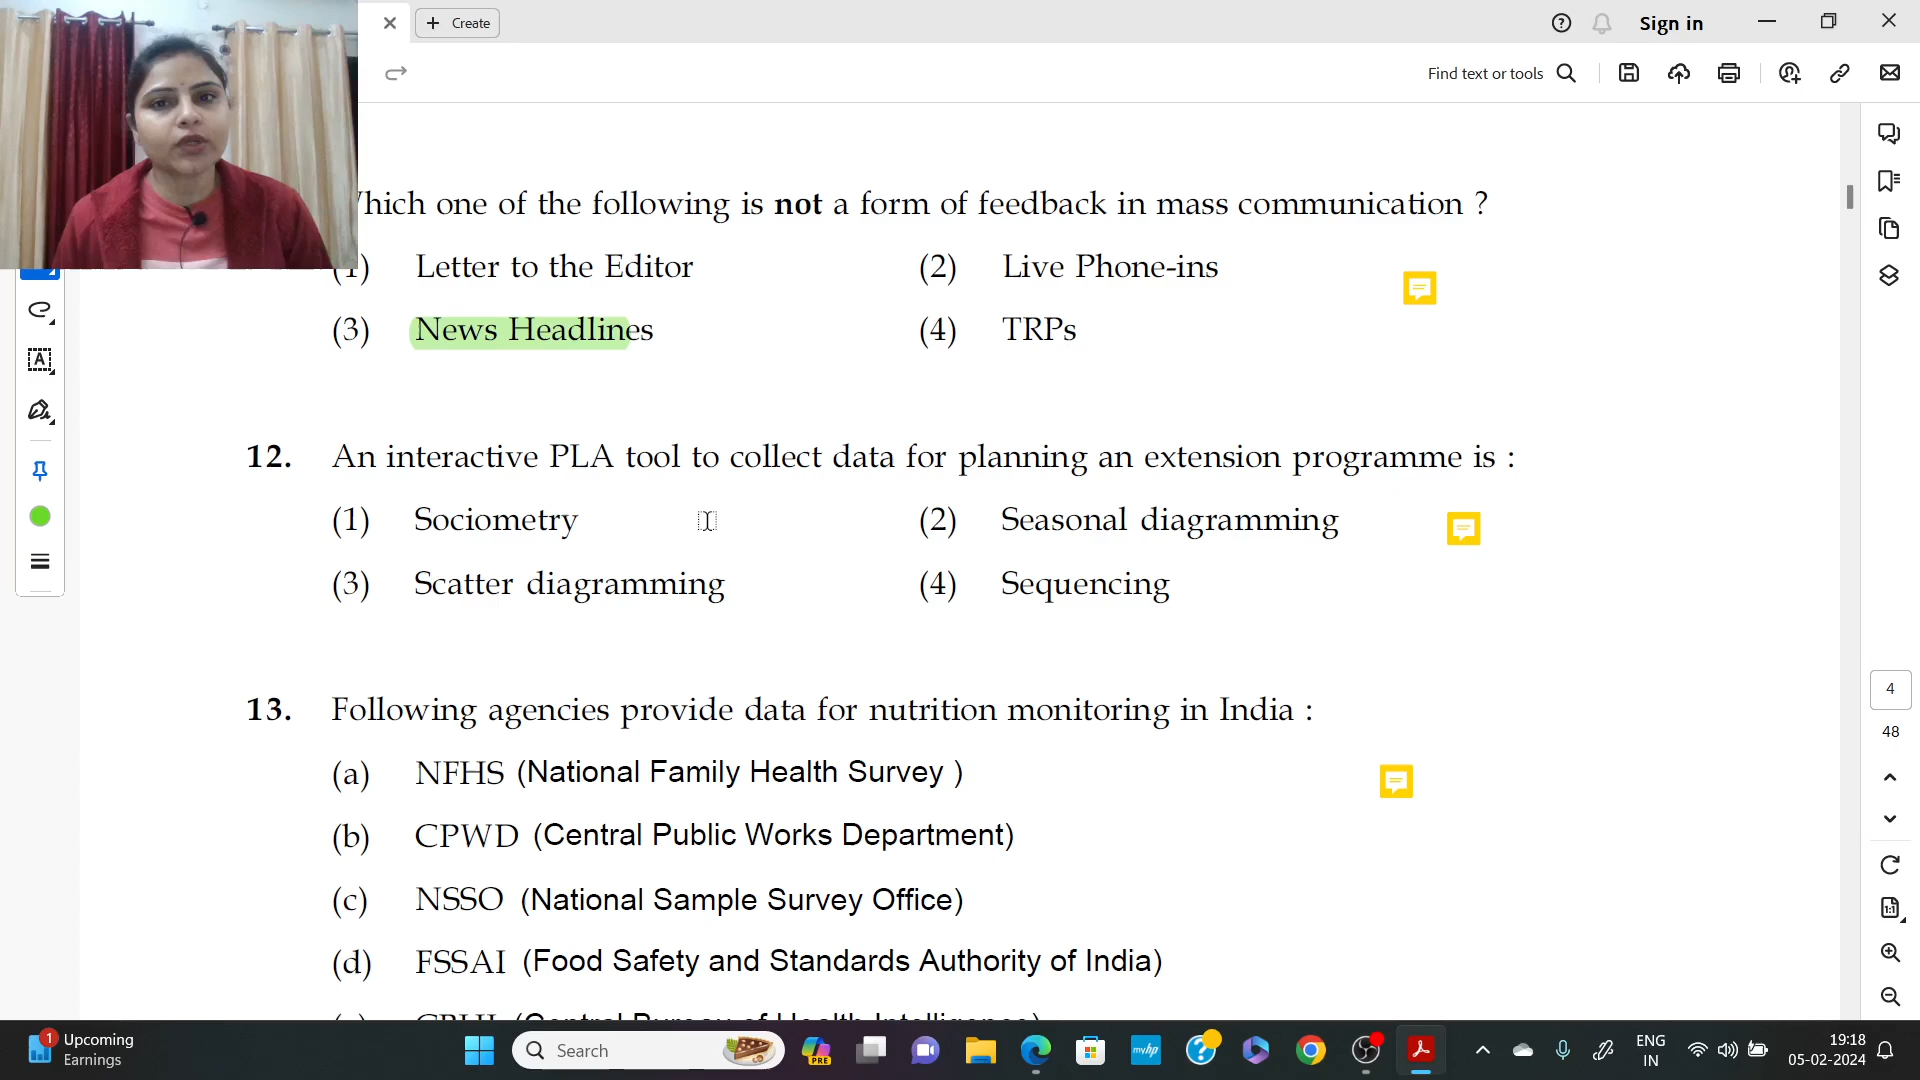 Create
Sign in
Find text or tools
hich one of the following is not a form of feedback in mass communication ?
(1) Letter to the Editor (2) Live Phone-ins
(3) News Headlines (4) TRPs
12. An interactive PLA tool to collect data for planning an extension programme is :
(1) Sociometry (2) Seasonal diagramming
(3) Scatter diagramming (4) Sequencing
13. Following agencies provide data for nutrition monitoring in India :
(a) NFHS (National Family Health Survey )
(b) CPWD (Central Public Works Department)
(c) NSSO (National Sample Survey Office)
(d) FSSAI (Food Safety and Standards Authority of India)
4
48
1 Upcoming
Earnings
Search
PRE
myhp
ENG
IN
19:18
05-02-2024